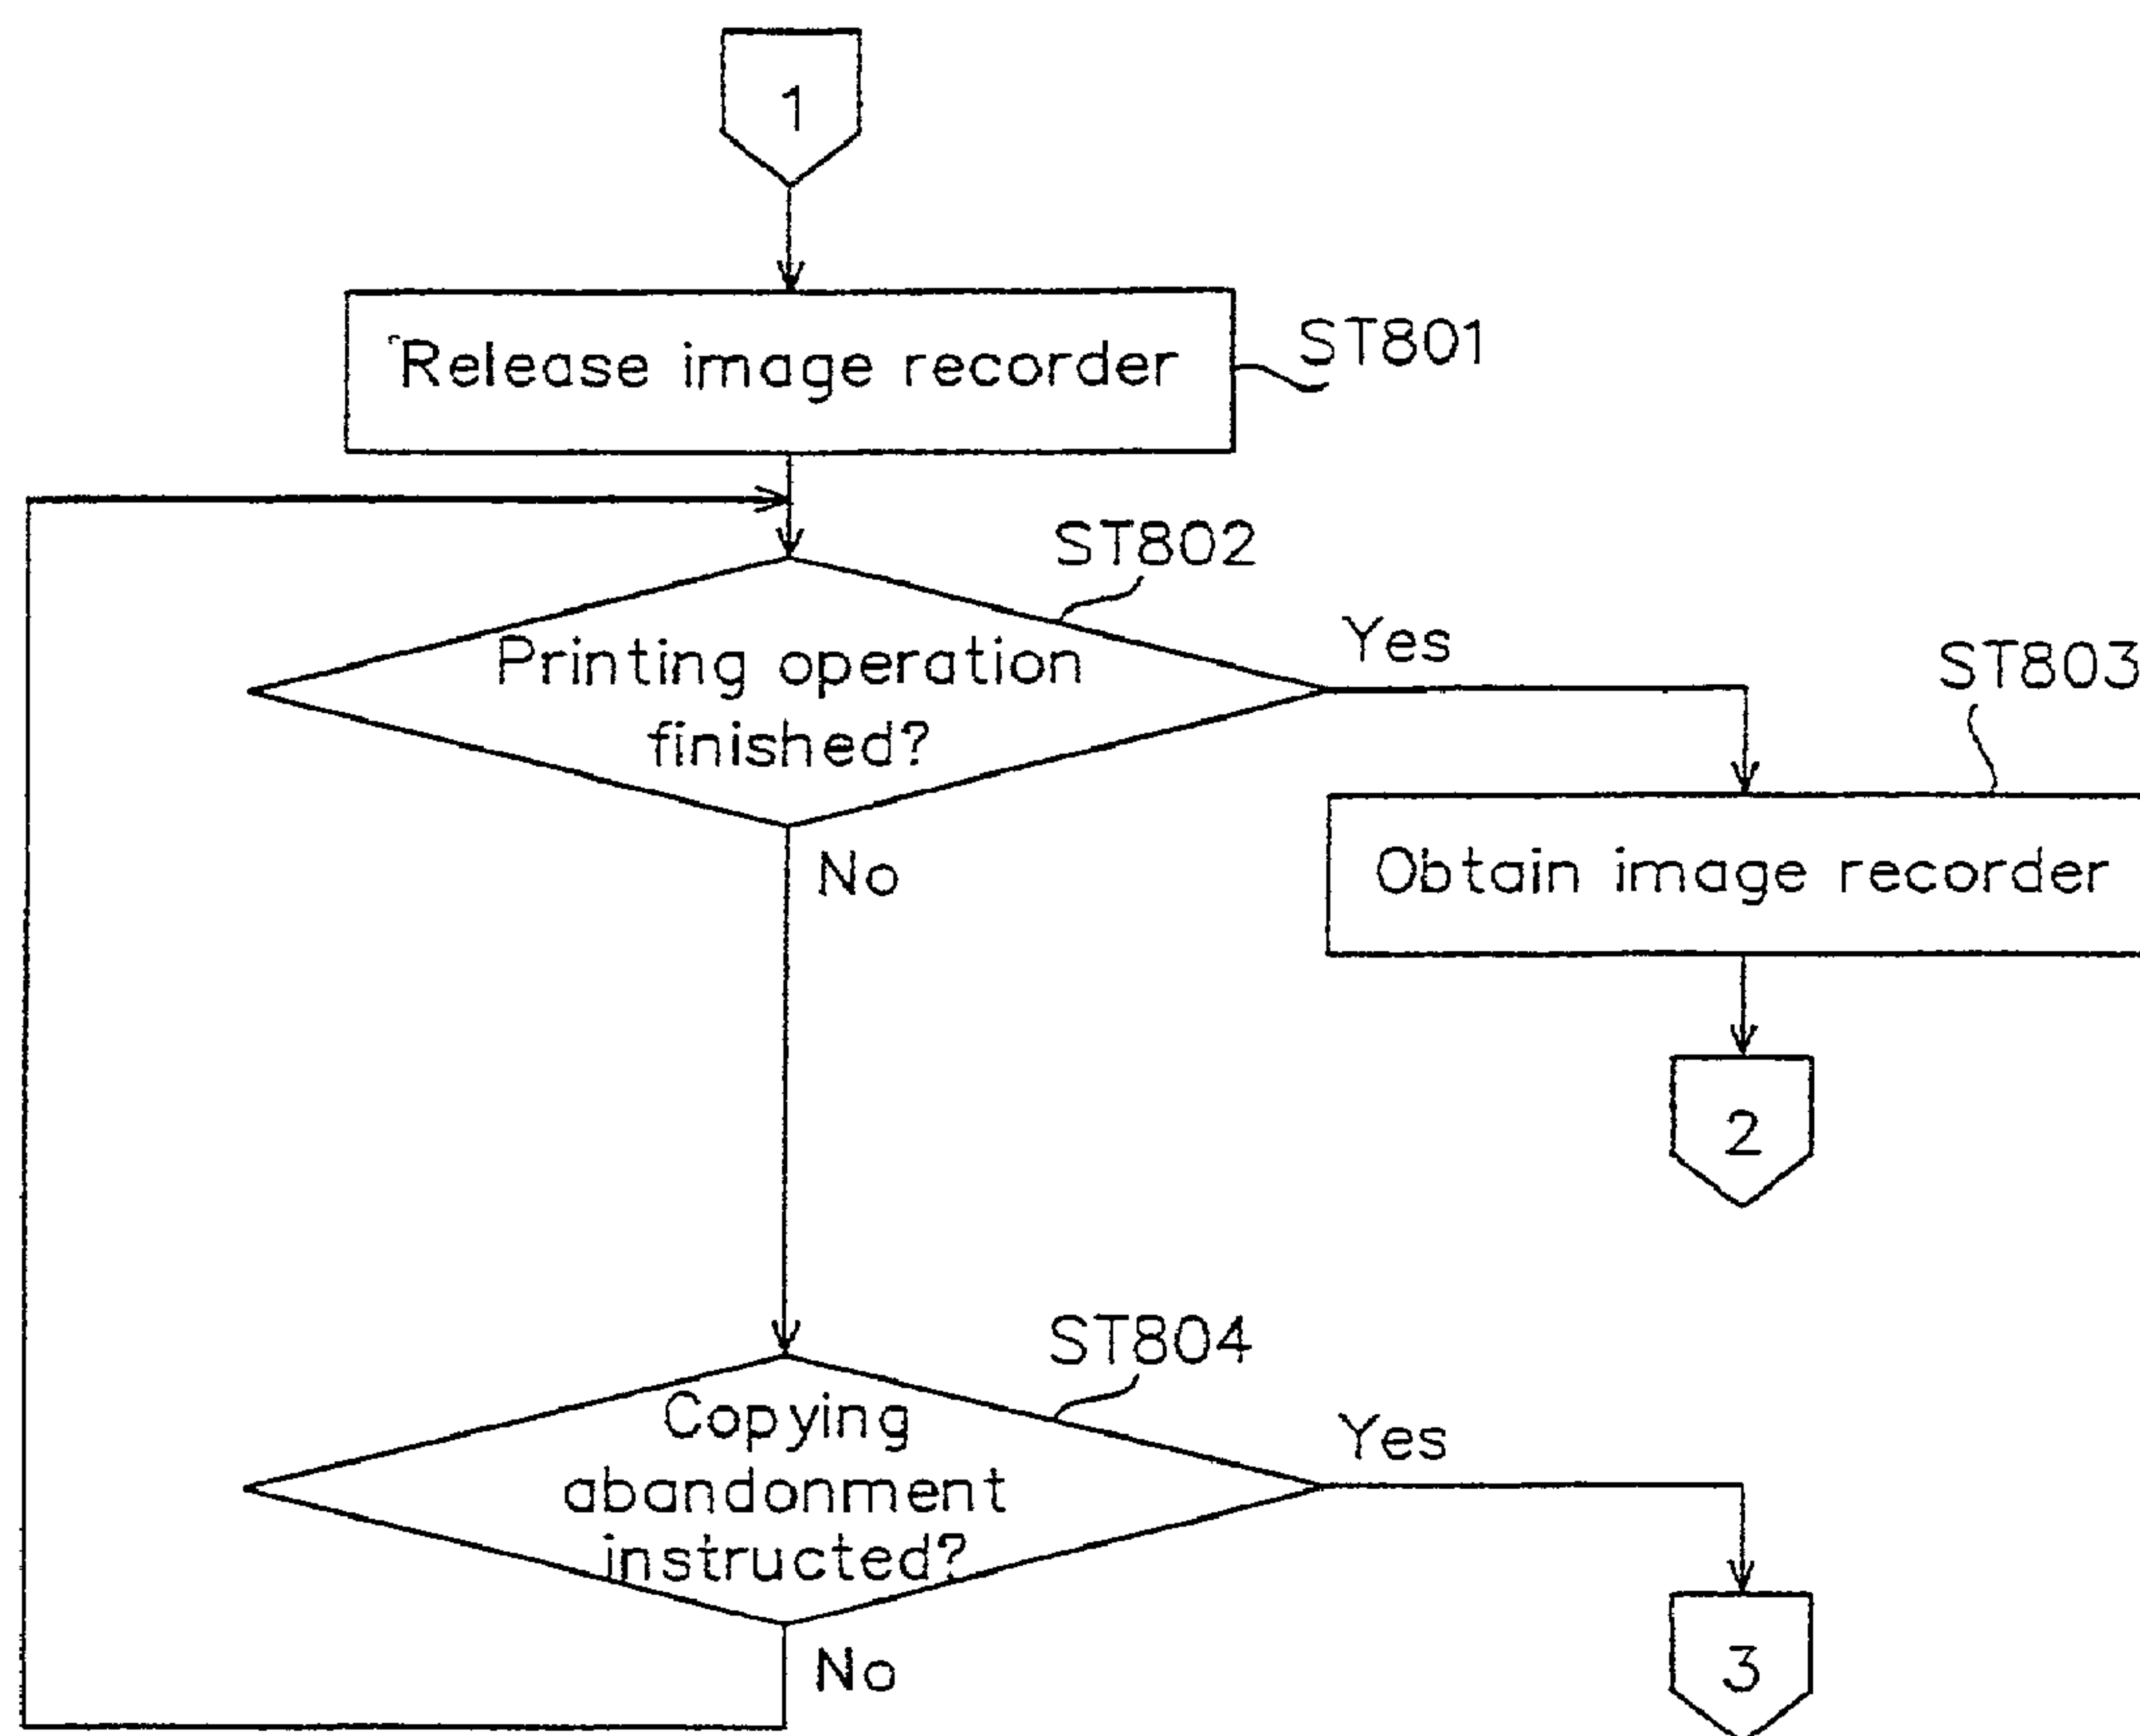 1
Release image recorder
ST801
ST802
Printing operation
finished?
Yes
No
ST803
Obtain image recorder
2
ST804
Copying
abandonment
instructed?
Yes
No
3